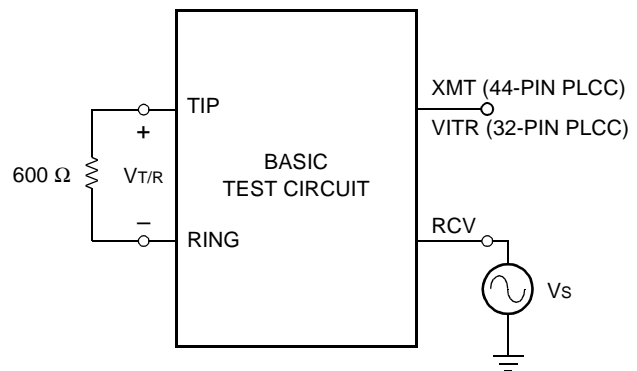 XMT (44-PIN PLCC)
TIP
VITR (32-PIN PLCC)
+
BASIC
TEST CIRCUIT
600 Ω
VT/R
−
RING
RCV
Vs